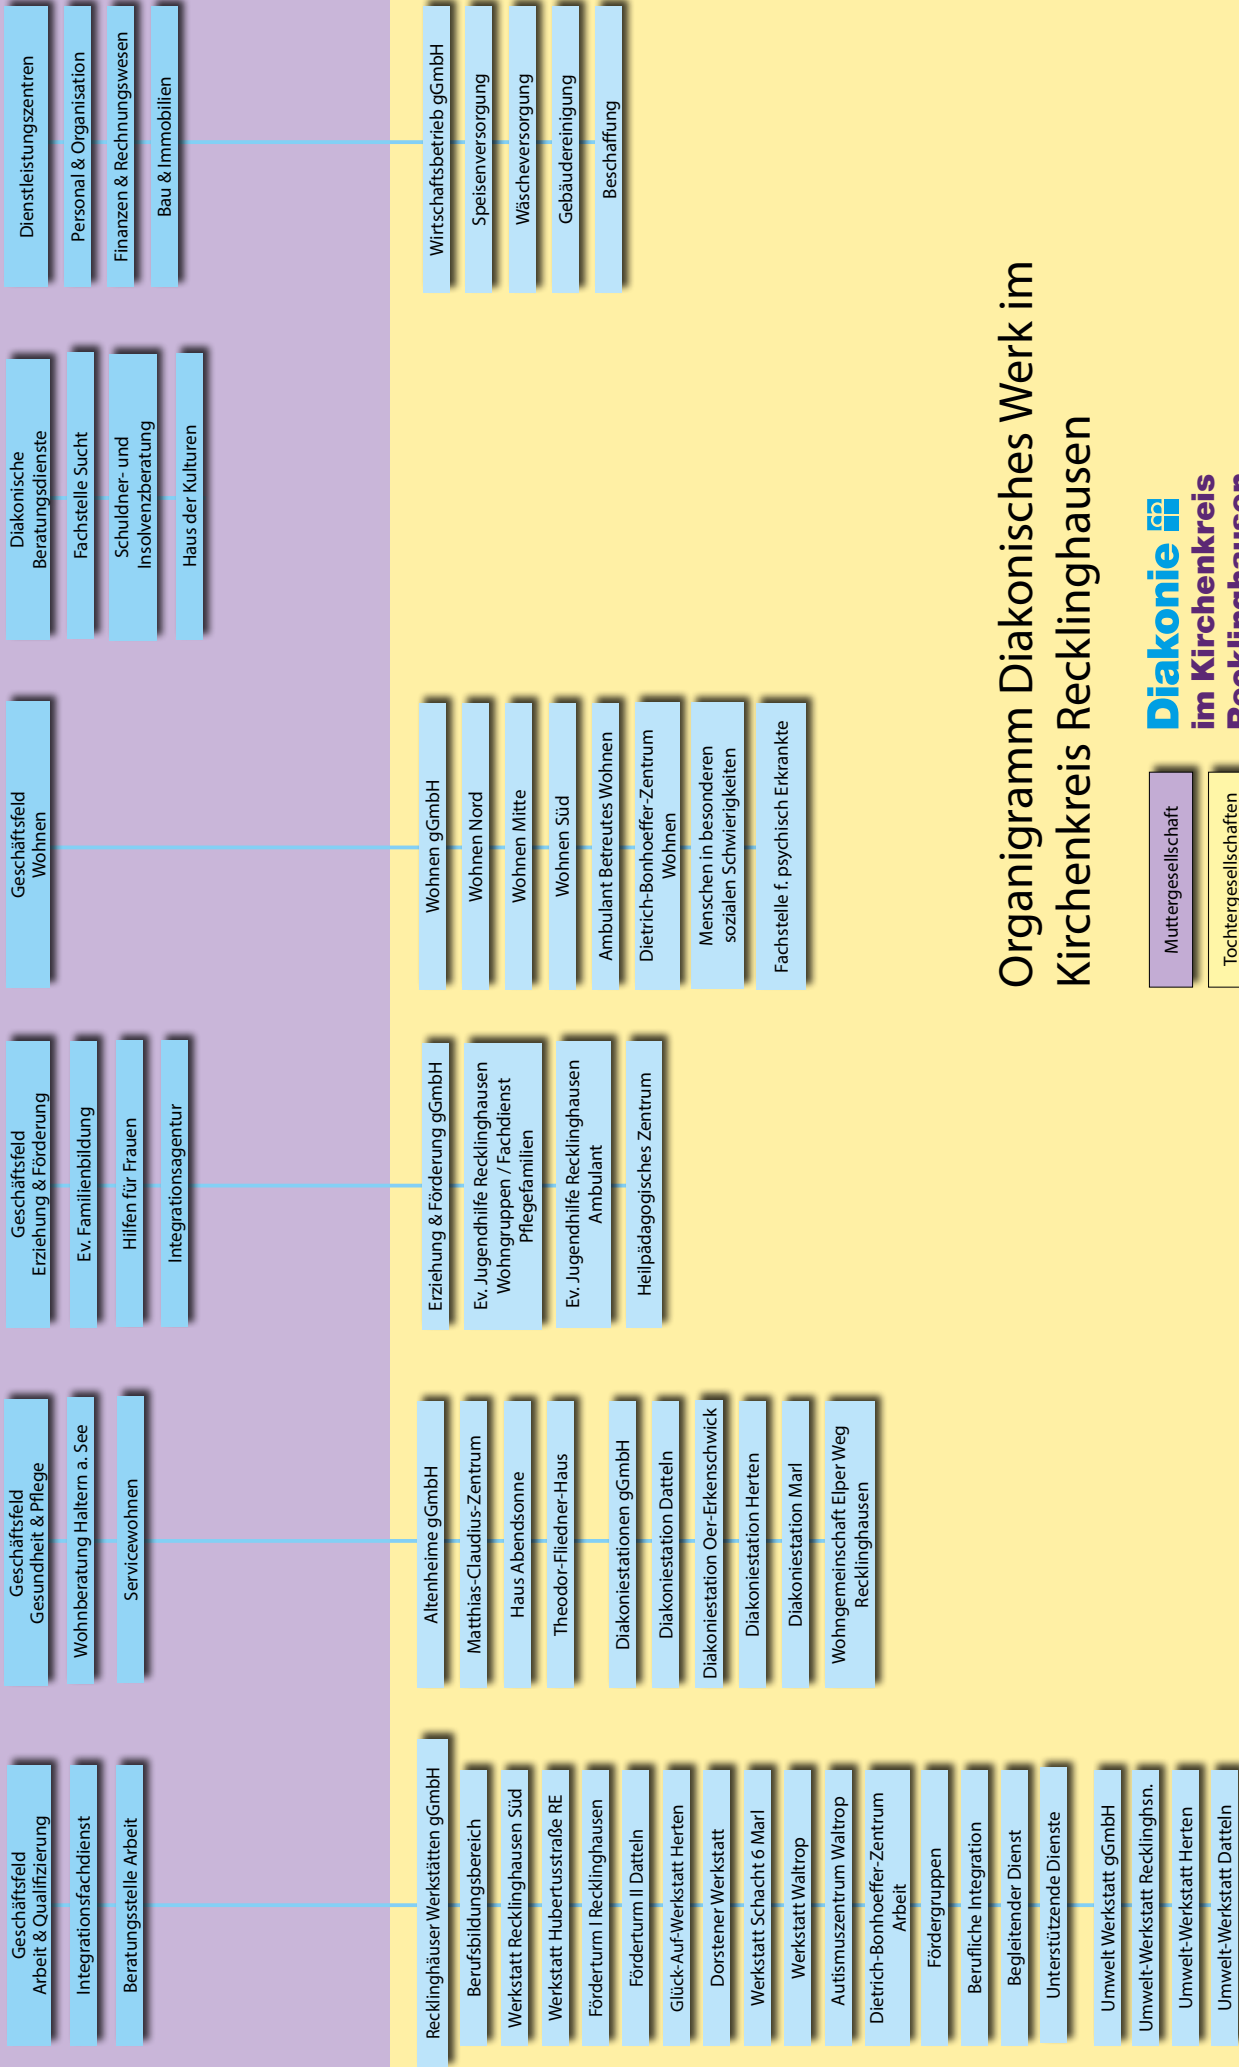 Geschäftsfeld
Arbeit & Qualifizierung
Integrationsfachdienst
Beratungsstelle Arbeit
Recklinghäuser Werkstätten gGmbH
Berufsbildungsbereich
Werkstatt Recklinghausen Süd
Werkstatt Hubertusstraße RE
Förderturm I Recklinghausen
Förderturm II Datteln
Glück-Auf-Werkstatt Herten
Dorstener Werkstatt
Werkstatt Schacht 6 Marl
Werkstatt Waltrop
Autismuszentrum Waltrop
Dietrich-Bonhoeffer-Zentrum
Arbeit
Fördergruppen
Berufliche Integration
Begleitender Dienst
Unterstützende Dienste
Umwelt Werkstatt gGmbH
Umwelt-Werkstatt Recklinghsn.
Umwelt-Werkstatt Herten
Umwelt-Werkstatt Datteln
Geschäftsfeld
Gesundheit & Pflege
Wohnberatung Haltern a. See
Servicewohnen
Altenheime gGmbH
Matthias-Claudius-Zentrum
Haus Abendsonne
Theodor-Fliedner-Haus
Diakoniestationen gGmbH
Diakoniestation Datteln
Diakoniestation Oer-Erkenschwick
Diakoniestation Herten
Diakoniestation Marl
Wohngemeinschaft Elper Weg
Recklinghausen
Geschäftsfeld
Erziehung & Förderung
Ev. Familienbildung
Hilfen für Frauen
Integrationsagentur
Erziehung & Förderung gGmbH
Ev. Jugendhilfe Recklinghausen
Wohngruppen / Fachdienst
Pflegefamilien
Ev. Jugendhilfe Recklinghausen
Ambulant
Heilpädagogisches Zentrum
Geschäftsfeld
Wohnen
Wohnen gGmbH
Wohnen Nord
Wohnen Mitte
Wohnen Süd
Ambulant Betreutes Wohnen
Dietrich-Bonhoeffer-Zentrum
Wohnen
Menschen in besonderen
sozialen Schwierigkeiten
Fachstelle f. psychisch Erkrankte
Diakonische
Beratungsdienste
Fachstelle Sucht
Schuldner- und
Insolvenzberatung
Haus der Kulturen
Dienstleistungszentren
Personal & Organisation
Finanzen & Rechnungswesen
Bau & Immobilien
Wirtschaftsbetrieb gGmbH
Speisenversorgung
Wäscheversorgung
Gebäudereinigung
Beschaffung
Organigramm Diakonisches Werk im
Kirchenkreis Recklinghausen
Muttergesellschaft
Tochtergesellschaften
Diakonie
im Kirchenkreis
Recklinghausen